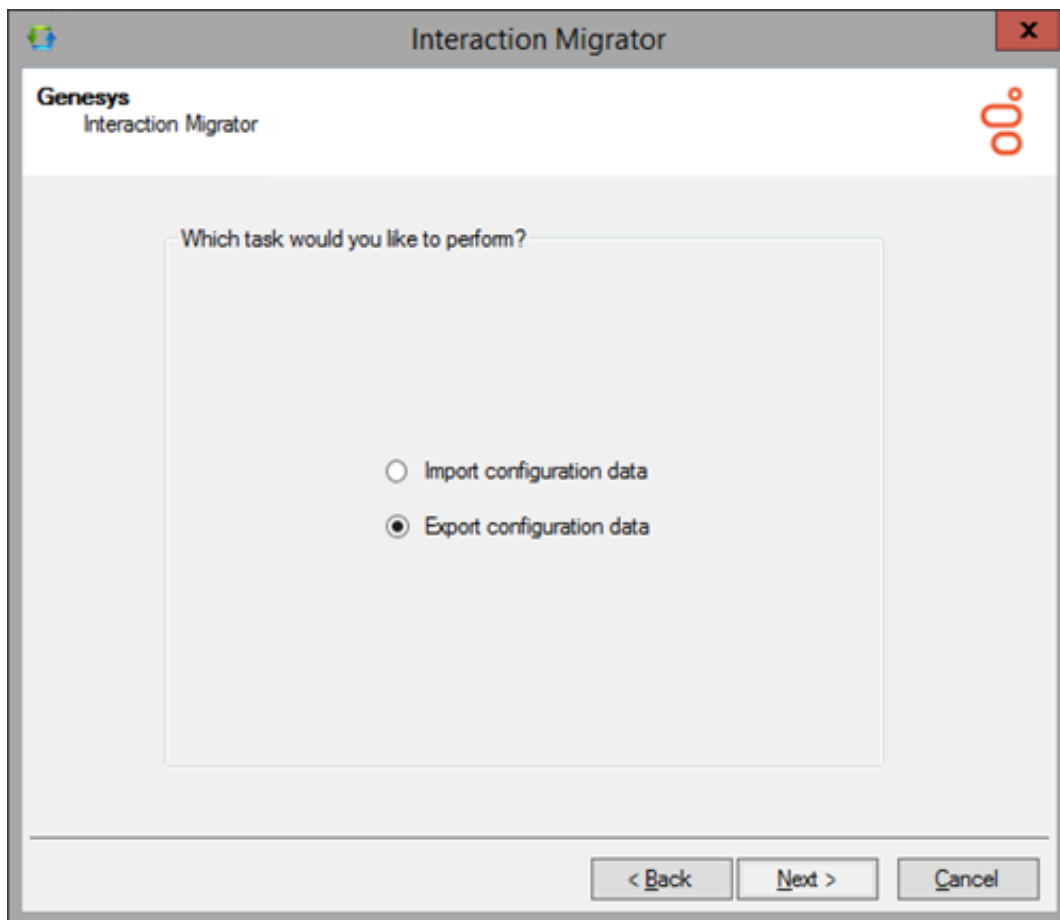 Interaction Migrator
x
Genesys
Interaction Migrator
Which task would you like to perform?
Import configuration data
Export configuration data
< Back
Next >
Cancel